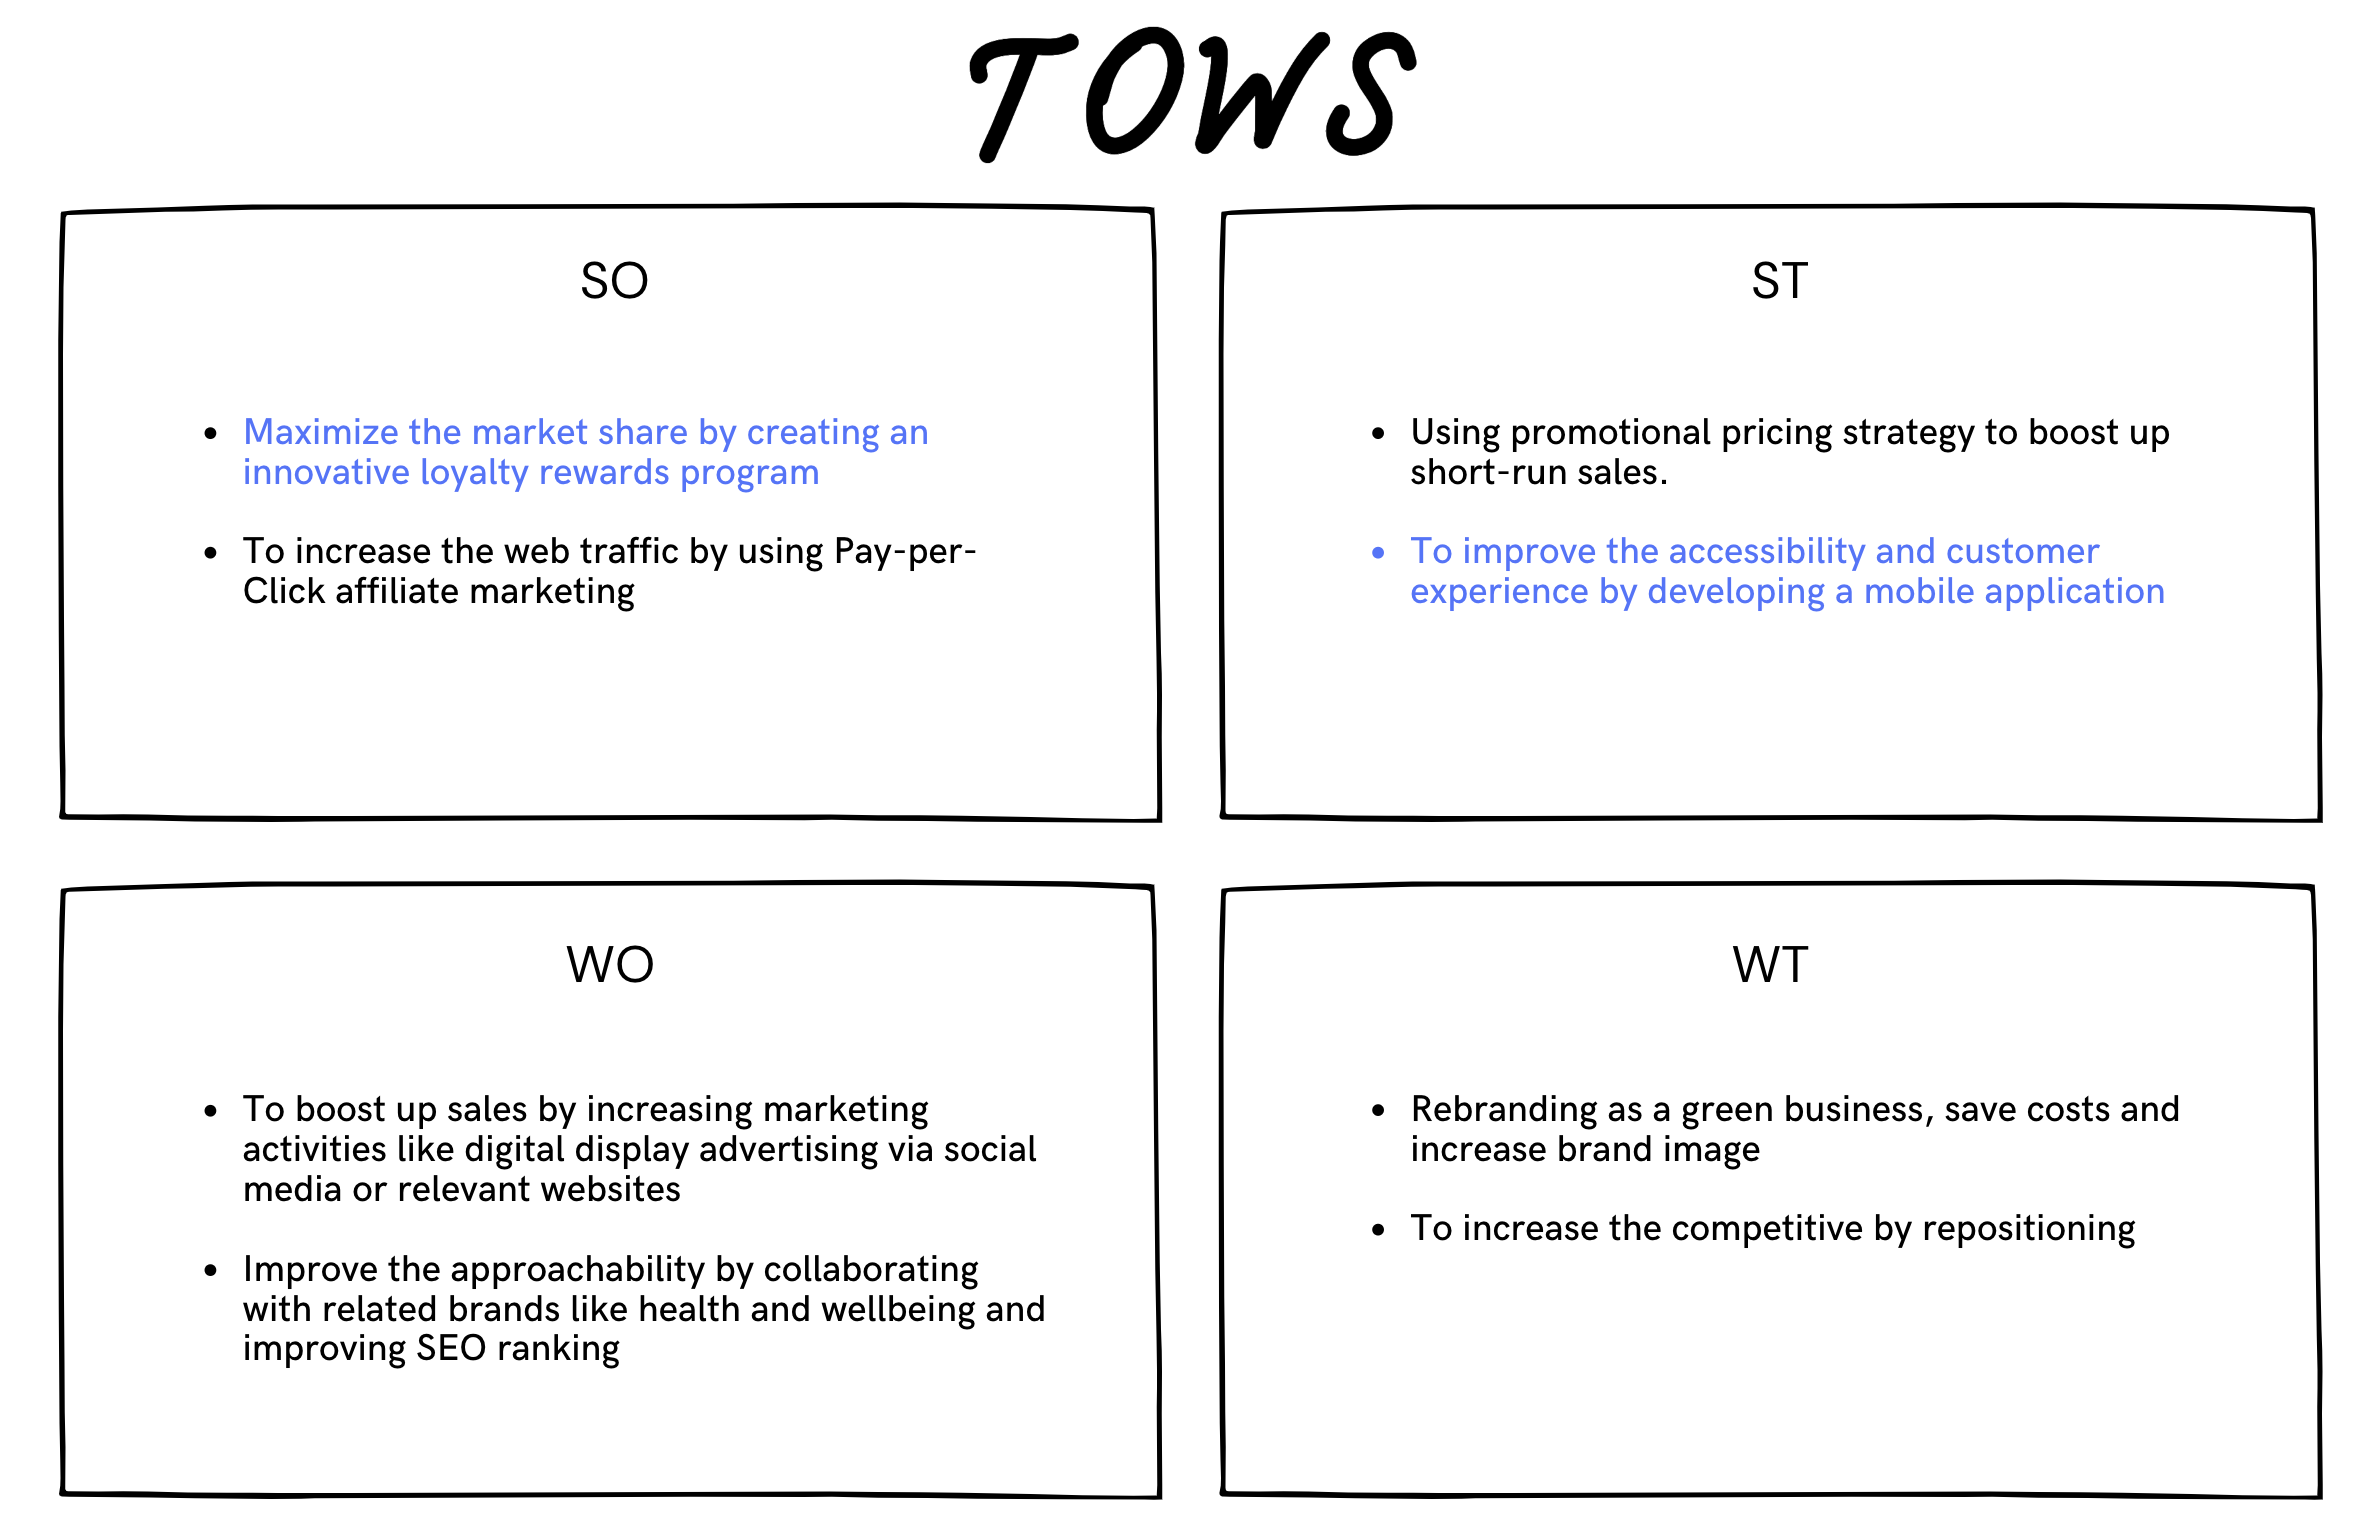 TOWS
SO
• Maximize the market share by creating an
innovative loyalty rewards program
• To increase the web traffic by using Pay-per-
Click affiliate marketing
ST
• Using promotional pricing strategy to boost up
short-run sales.
• To improve the accessibility and customer
experience by developing a mobile application
WO
• To boost up sales by increasing marketing
activities like digital display advertising via social
media or relevant websites
• Improve the approachability by collaborating
with related brands like health and wellbeing and
improving SEO ranking
WT
• Rebranding as a green business, save costs and
increase brand image
• To increase the competitive by repositioning